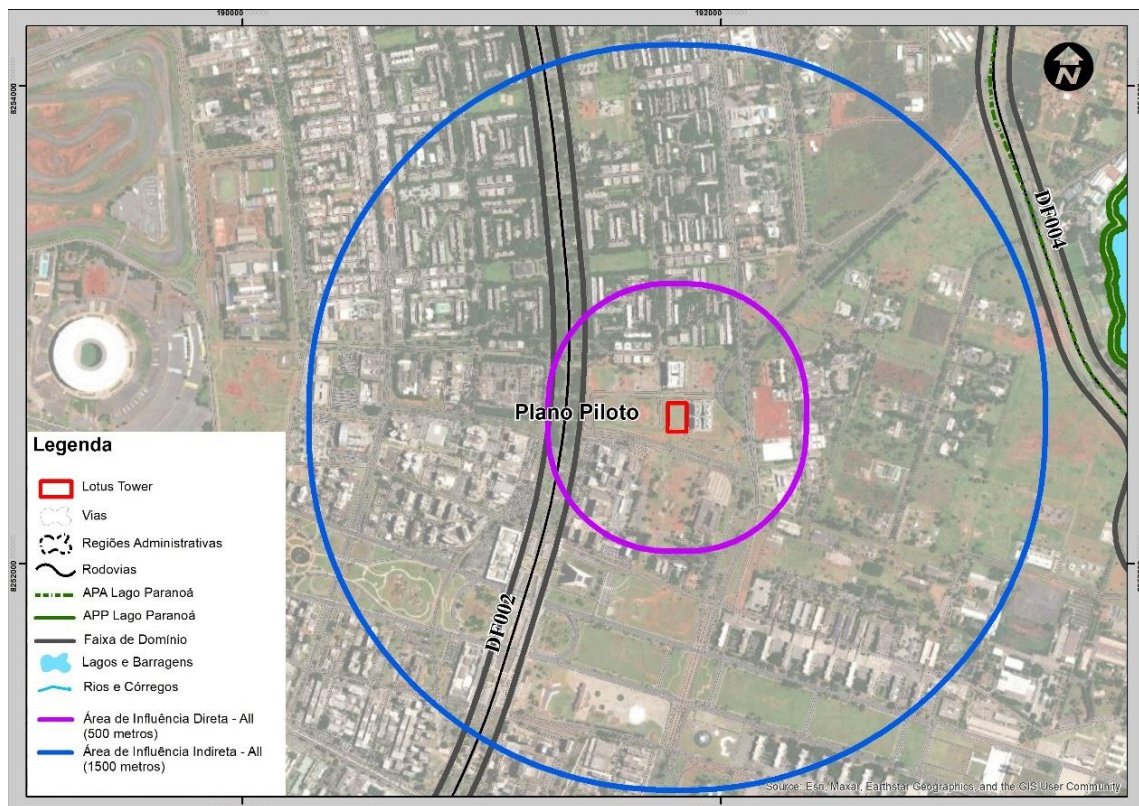 190000
192000
8254000
N
DF004
Plano Piloto
DF002
8252000
Legenda
Lotus Tower
Vias
Regiões Administrativas
Rodovias
APA Lago Paranoá
APP Lago Paranoá
Faixa de Domínio
Lagos e Barragens
Rios e Córregos
Área de Influência Direta - AII
(500 metros)
Área de Influência Indireta - AII
(1500 metros)
Source: Esri, Maxar, Earthstar Geographics, and the GIS User Community